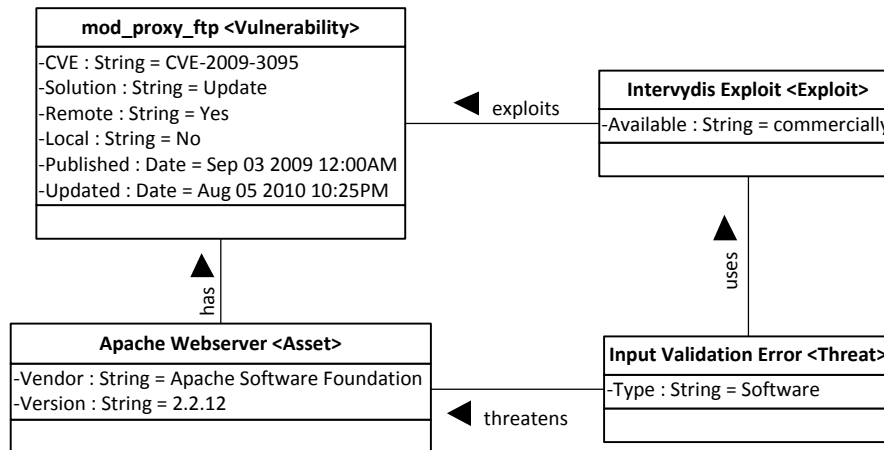 mod_proxy_ftp <Vulnerability>
-CVE : String = CVE-2009-3095
-Solution : String = Update
-Remote : String = Yes
-Local : String = No
-Published : Date = Sep 03 2009 12:00AM
-Updated : Date = Aug 05 2010 10:25PM
exploits
Intervydis Exploit <Exploit>
-Available : String = commercially
has
uses
Apache Webserver <Asset>
-Vendor : String = Apache Software Foundation
-Version : String = 2.2.12
threatens
Input Validation Error <Threat>
-Type : String = Software